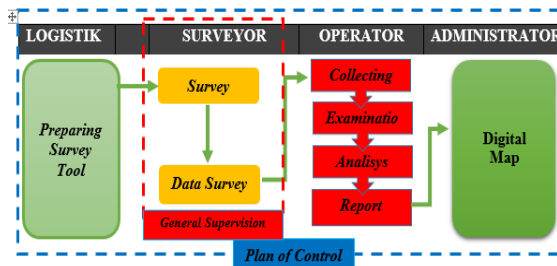 LOGISTIK SURVEYOR OPERATOR ADMINISTRATOR
Preparing
Survey
Tool
Survey
Data Survey
General Supervision
Collecting
Examinatio
Analisys
Report
Digital
Map
Plan of Control